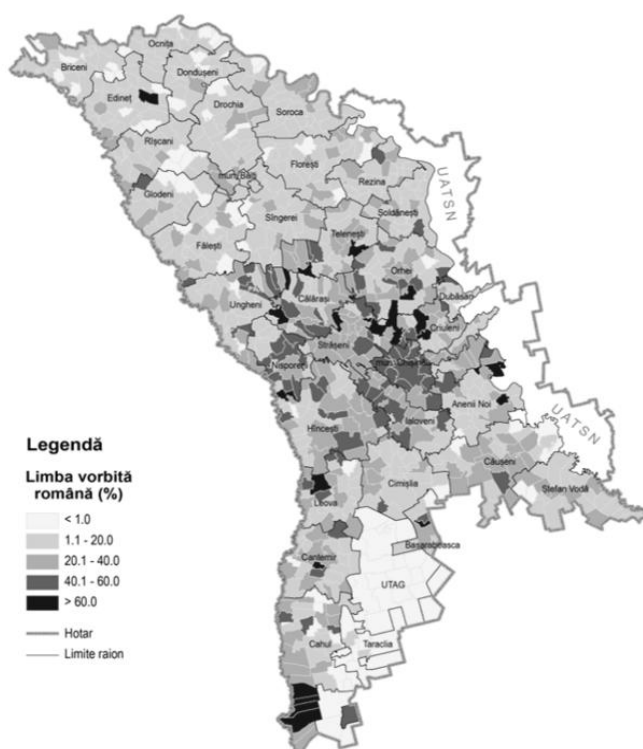 Ocnița
Briceni
Dondușeni
Edineț
Drochia
Soroca
Rîșcani
Florești
UATSN
mun. Bălți
Rezina
Glodeni
Șoldănești
Sîngerei
Telenești
Fălești
Orhei
Dubăsari
Ungheni
Călărași
Criuleni
Strășeni
Nisporeni
Anenii Noi
Ialoveni
UATSN
Hîncești
Căușeni
Ștefan Vodă
Cimișlia
Leova
Basarabeasca
Cantemir
UTAG
Cahul
Taraclia
Legendă
Limba vorbită
română (%)
< 1.0
1.1 - 20.0
20.1 - 40.0
40.1 - 60.0
> 60.0
Hotar
Limite raion